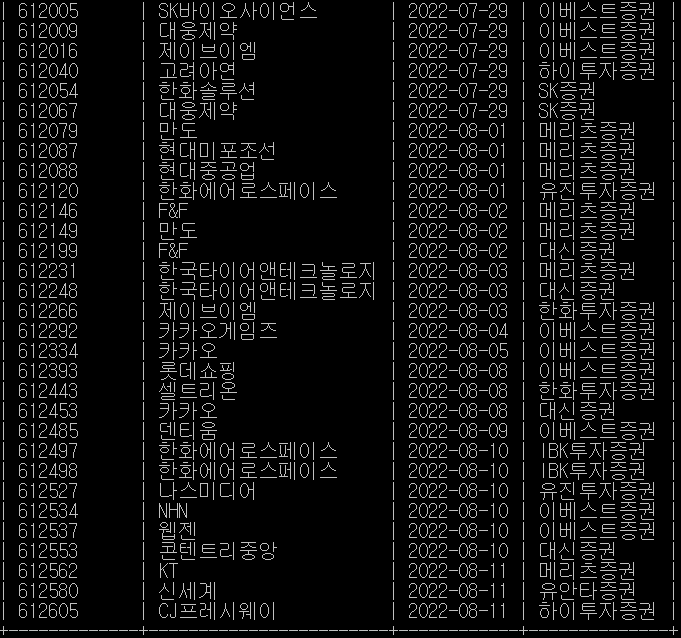 | 612005 | SK바이오사이언스 | 2022-07-29 | 이베스트증권 |
| 612009 | 대웅제약 | 2022-07-29 | 이베스트증권 |
| 612016 | 제이브이엠 | 2022-07-29 | 이베스트증권 |
| 612040 | 고려아연 | 2022-07-29 | 하이투자증권 |
| 612054 | 한화솔루션 | 2022-07-29 | SK증권 |
| 612067 | 대웅제약 | 2022-07-29 | SK증권 |
| 612079 | 만도 | 2022-08-01 | 메리츠증권 |
| 612087 | 현대미포조선 | 2022-08-01 | 메리츠증권 |
| 612088 | 현대중공업 | 2022-08-01 | 메리츠증권 |
| 612120 | 한화에어로스페이스 | 2022-08-01 | 유진투자증권 |
| 612146 | F&F | 2022-08-02 | 메리츠증권 |
| 612149 | 만도 | 2022-08-02 | 메리츠증권 |
| 612199 | F&F | 2022-08-02 | 대신증권 |
| 612231 | 한국타이어앤테크놀로지 | 2022-08-03 | 메리츠증권 |
| 612248 | 한국타이어앤테크놀로지 | 2022-08-03 | 대신증권 |
| 612266 | 제이브이엠 | 2022-08-03 | 한화투자증권 |
| 612292 | 카카오게임즈 | 2022-08-04 | 이베스트증권 |
| 612334 | 카카오 | 2022-08-05 | 이베스트증권 |
| 612393 | 롯데쇼핑 | 2022-08-08 | 이베스트증권 |
| 612443 | 셀트리온 | 2022-08-08 | 한화투자증권 |
| 612453 | 카카오 | 2022-08-08 | 대신증권 |
| 612485 | 덴티움 | 2022-08-09 | 이베스트증권 |
| 612497 | 한화에어로스페이스 | 2022-08-10 | IBK투자증권 |
| 612498 | 한화에어로스페이스 | 2022-08-10 | IBK투자증권 |
| 612527 | 나스미디어 | 2022-08-10 | 유진투자증권 |
| 612534 | NHN | 2022-08-10 | 이베스트증권 |
| 612537 | 웹젠 | 2022-08-10 | 이베스트증권 |
| 612553 | 콘텐트리중앙 | 2022-08-10 | 대신증권 |
| 612562 | KT | 2022-08-11 | 메리츠증권 |
| 612580 | 신세계 | 2022-08-11 | 유안타증권 |
| 612605 | CJ프레시웨이 | 2022-08-11 | 하이투자증권 |